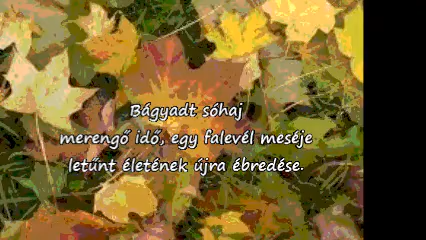 Bágyadt sóhaj
merengő idő, egy falevél meséje
letűnt életének újra ébredése.